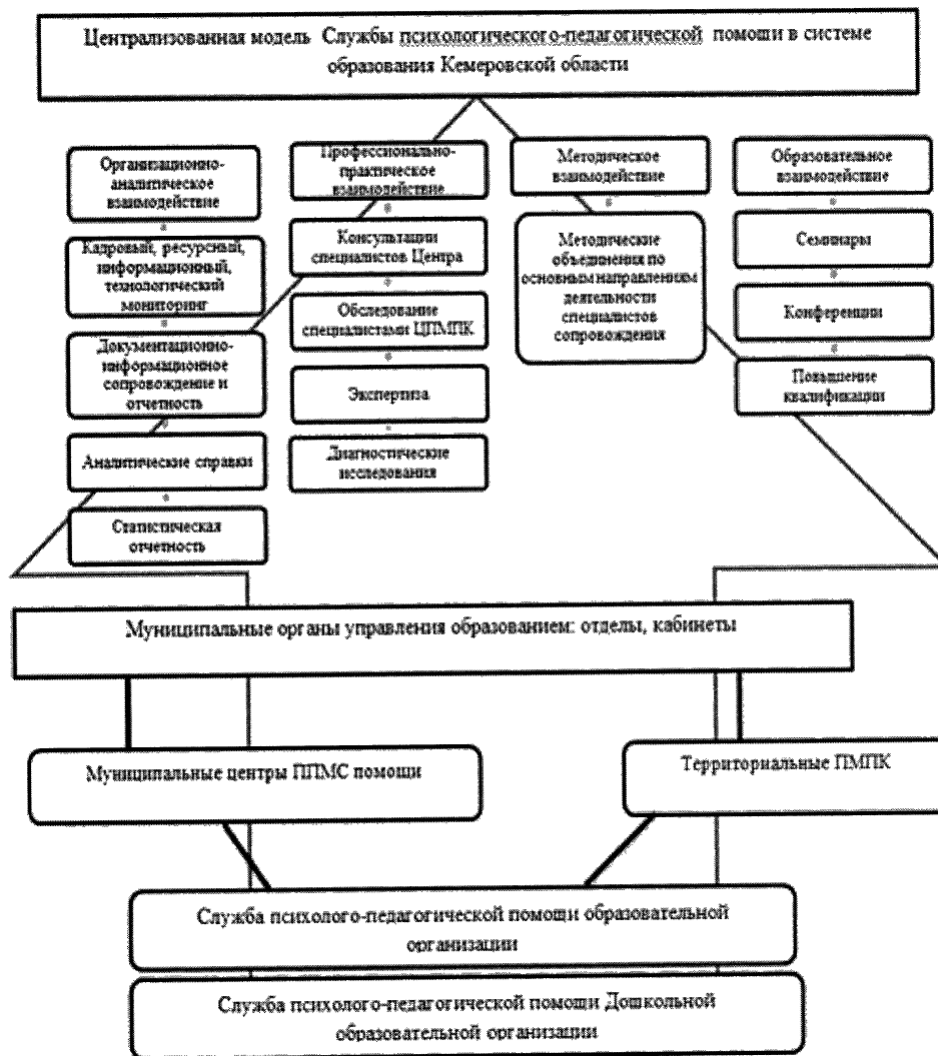 Централизованная модель Службы психологического-педагогической помощи в системе
образования Кемеровской области
Организационно-
аналитическое
взаимодействие
Кадровый, ресурсный,
информационный,
технологический
мониторинг
Документационно-
информационное
сопровождение и
отчетность
Аналитические справки
Статистическая
отчетность
Профессионально-
практическое
взаимодействие
Консультации
специалистов Центра
Обследование
специалистами ЦПМПК
Экспертиза
Диагностические
исследования
Методическое
взаимодействие
Методические
объединения по
основным направлениям
деятельности
специалистов
сопровождения
Образовательное
взаимодействие
Семинары
Конференции
Повышение
квалификации
Муниципальные органы управления образованием: отделы, кабинеты
Муниципальные центры ППМС помощи
Территориальные ПМПК
Служба психолого-педагогической помощи образовательной
организации
Служба психолого-педагогической помощи Дошкольной
образовательной организации